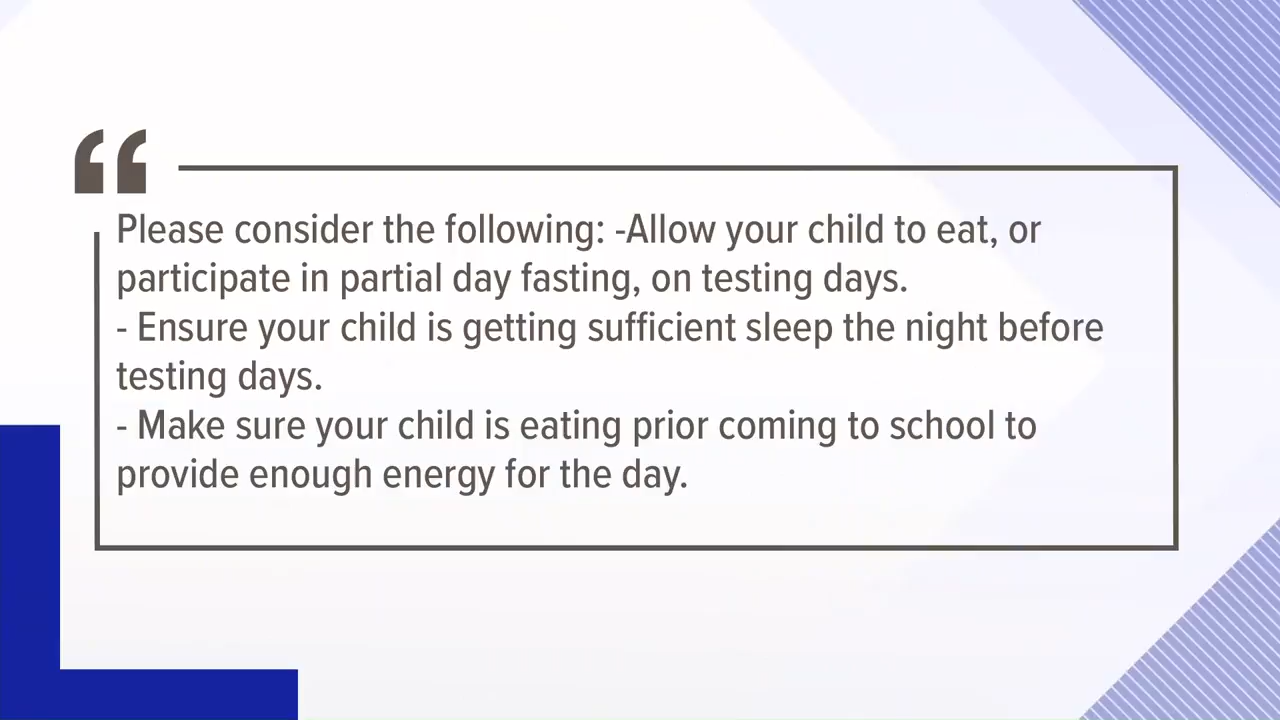 “
Please consider the following: -Allow your child to eat, or
participate in partial day fasting, on testing days.
- Ensure your child is getting sufficient sleep the night before
testing days.
- Make sure your child is eating prior coming to school to
provide enough energy for the day.